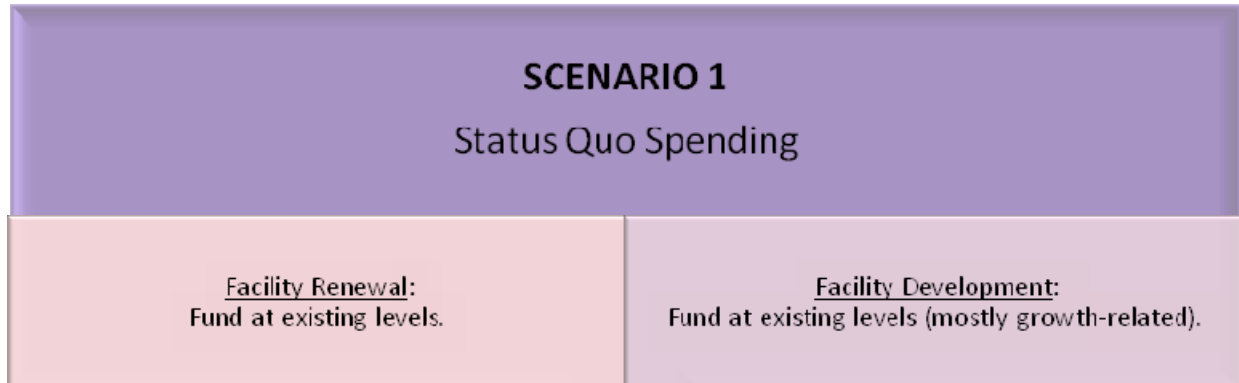 SCENARIO 1
Status Quo Spending
Facility Renewal:
Fund at existing levels.
Facility Development:
Fund at existing levels (mostly growth-related).